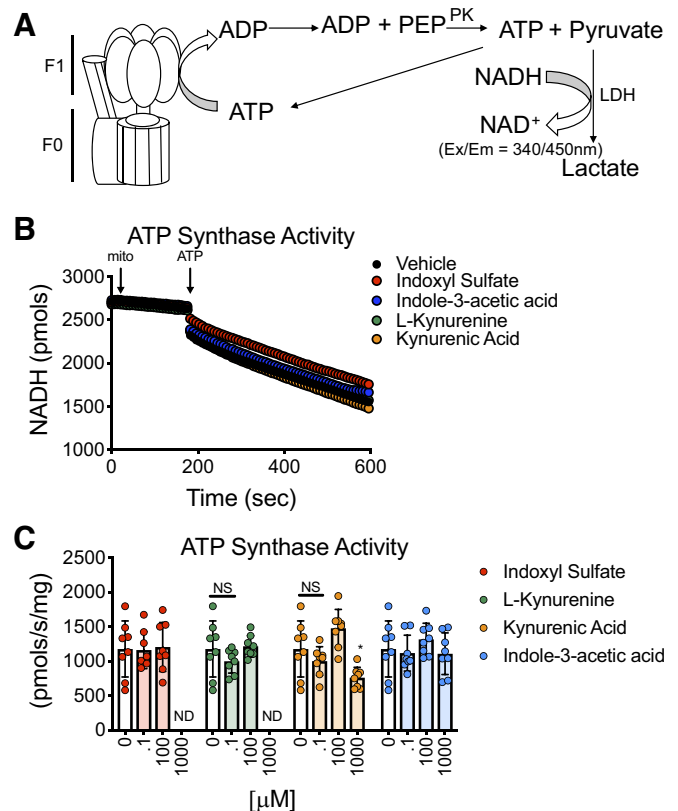 A
ADP
ADP + PEP
PK
ATP + Pyruvate
F1
NADH
LDH
ATP
NAD+
F0
(Ex/Em = 340/450nm)
Lactate
B
ATP Synthase Activity
mito
ATP
Vehicle
Indoxyl Sulfate
Indole-3-acetic acid
L-Kynurenine
Kynurenic Acid
3000
2500
2000
1500
1000
NADH (pmols)
0
200
400
600
Time (sec)
C
ATP Synthase Activity
2500
2000
1500
1000
500
0
(pmols/s/mg)
NS
NS
*
ND
ND
Indoxyl Sulfate
L-Kynurenine
Kynurenic Acid
Indole-3-acetic acid
0
.1
100
1000
0
.1
100
1000
0
.1
100
1000
0
.1
100
1000
[µM]